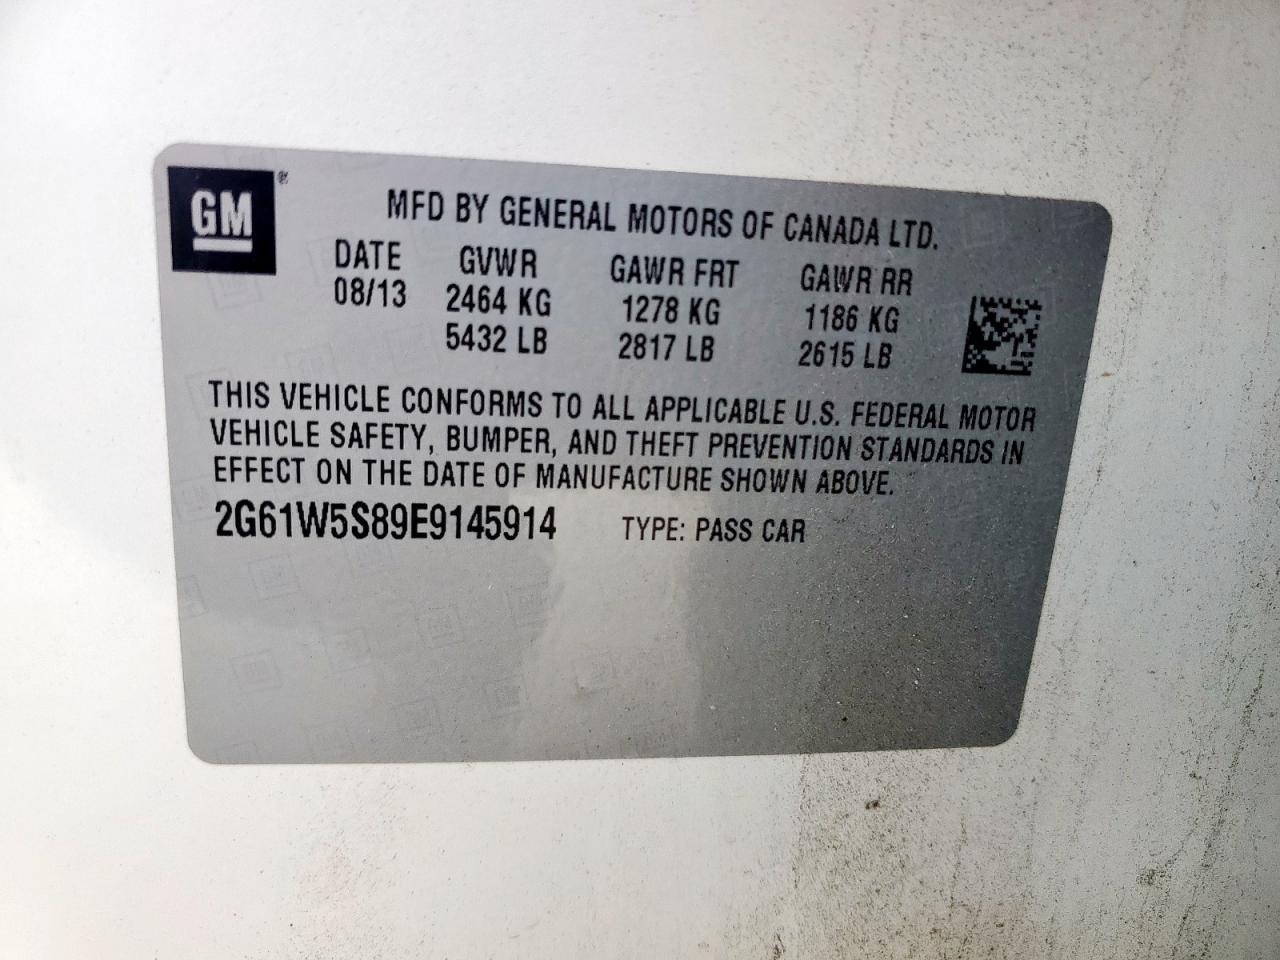 GM ®
MFD BY GENERAL MOTORS OF CANADA LTD.
DATE GVWR GAWR FRT GAWR RR
08/13 2464 KG 1278 KG 1186 KG
5432 LB 2817 LB 2615 LB
THIS VEHICLE CONFORMS TO ALL APPLICABLE U.S. FEDERAL MOTOR
VEHICLE SAFETY, BUMPER, AND THEFT PREVENTION STANDARDS IN
EFFECT ON THE DATE OF MANUFACTURE SHOWN ABOVE.
2G61W5S89E9145914 TYPE: PASS CAR